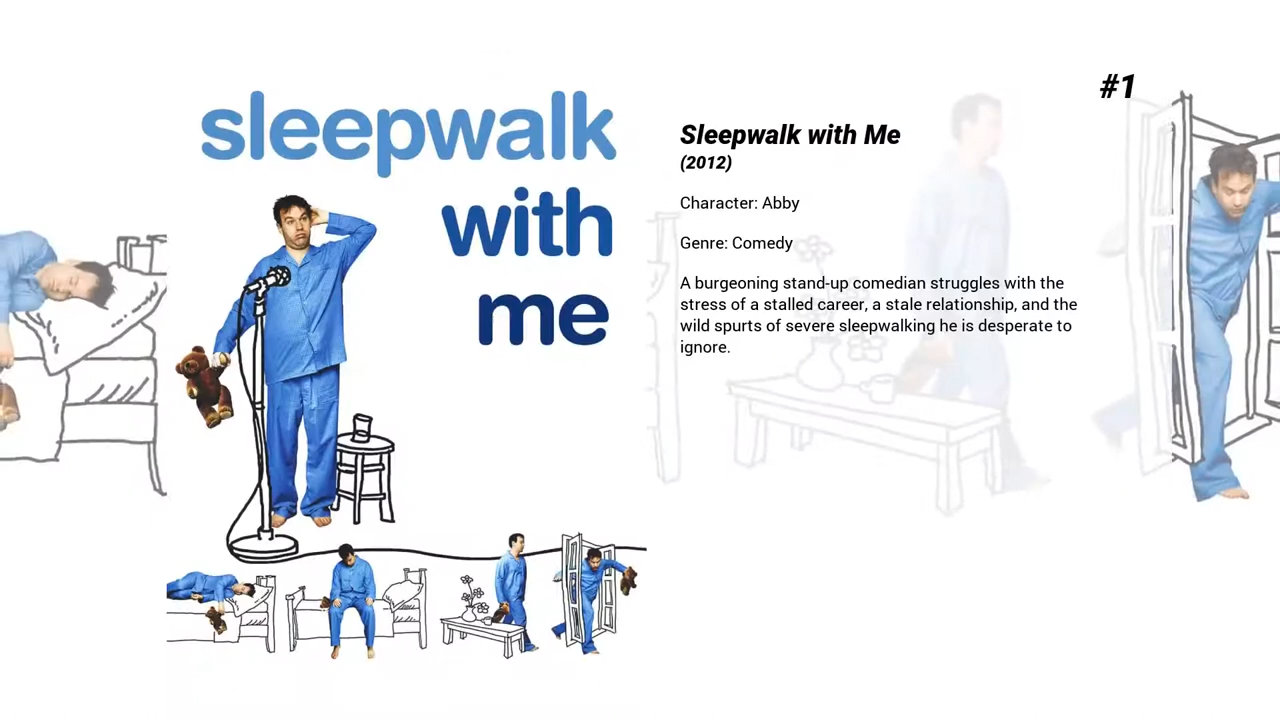 sleepwalk
with
me
#1
Sleepwalk with Me
(2012)
Character: Abby
Genre: Comedy
A burgeoning stand-up comedian struggles with the
stress of a stalled career, a stale relationship, and the
wild spurts of severe sleepwalking he is desperate to
ignore.